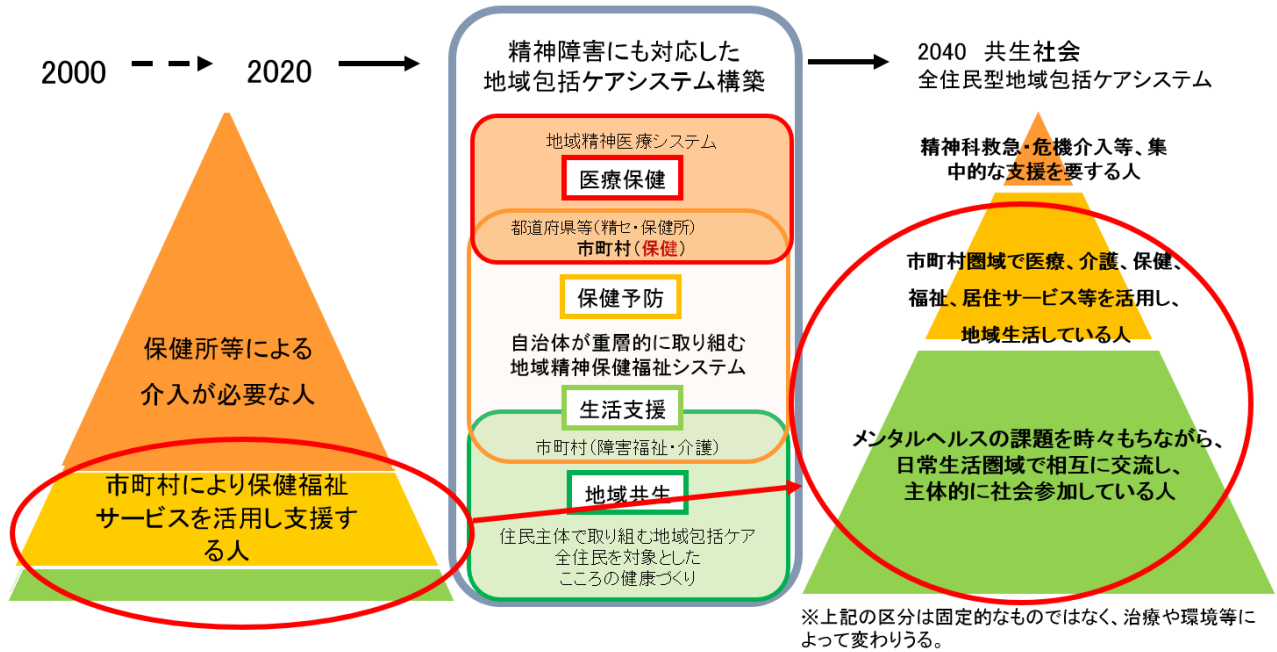 2000
2020
保健所等による
介入が必要な人
市町村により保健福祉
サービスを活用し支援す
る人
精神障害にも対応した
地域包括ケアシステム構築
地域精神医療システム
医療保健
都道府県等(精セ・保健所)
市町村(保健)
保健予防
自治体が重層的に取り組む
地域精神保健福祉システム
生活支援
市町村(障害福祉・介護)
地域共生
住民主体で取り組む地域包括ケア
全住民を対象とした
こころの健康づくり
2040 共生社会
全住民型地域包括ケアシステム
精神科救急・危機介入等、集
中的な支援を要する人
市町村圏域で医療、介護、保健、
福祉、居住サービス等を活用し、
地域生活している人
メンタルヘルスの課題を時々もちながら、
日常生活圏域で相互に交流し、
主体的に社会参加している人
※上記の区分は固定的なものではなく、治療や環境等に
よって変わりうる。